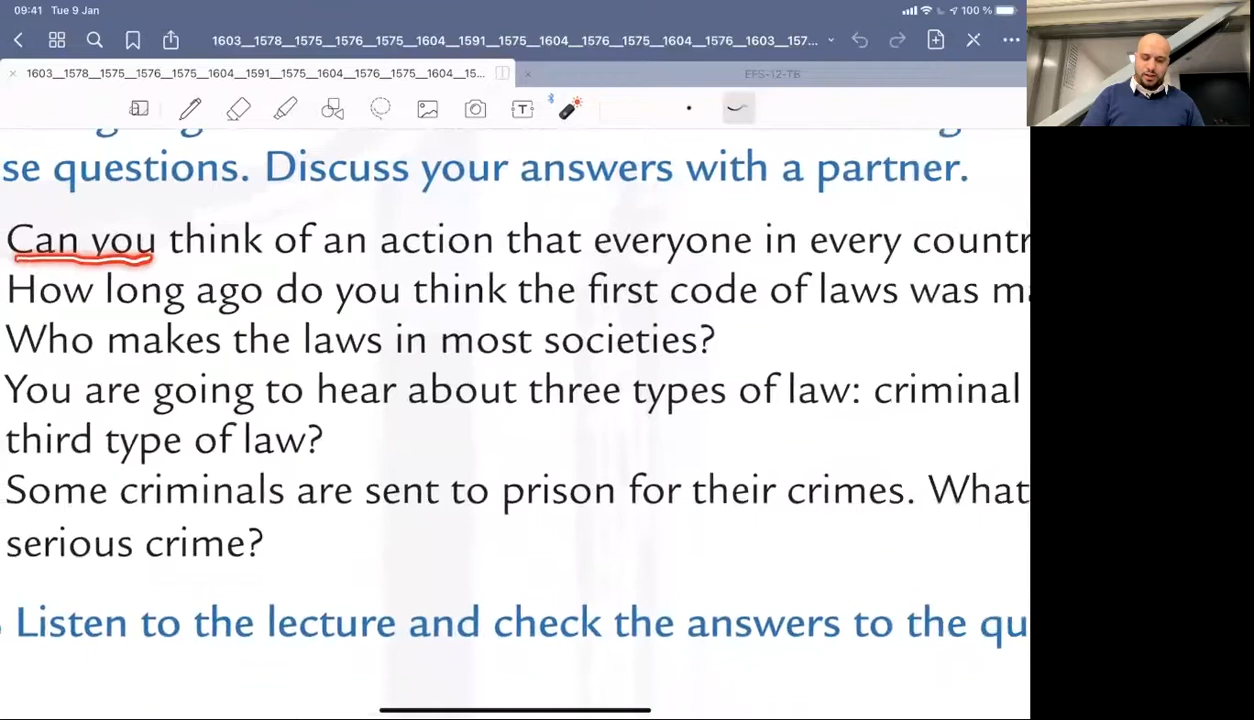 09:41 Tue 9 Jan
100 %
1603__1578__1575__1576__1575__1604__1591__1575__1604__1576__1575__1604__1576__1603__157...
1603__1578__1575__1576__1575__1604__1591__1575__1604__1576__1575__1604__15...
EFS-12-TB
se questions. Discuss your answers with a partner.
Can you think of an action that everyone in every countr
How long ago do you think the first code of laws was m
Who makes the laws in most societies?
You are going to hear about three types of law: criminal
third type of law?
Some criminals are sent to prison for their crimes. What
serious crime?
Listen to the lecture and check the answers to the qu